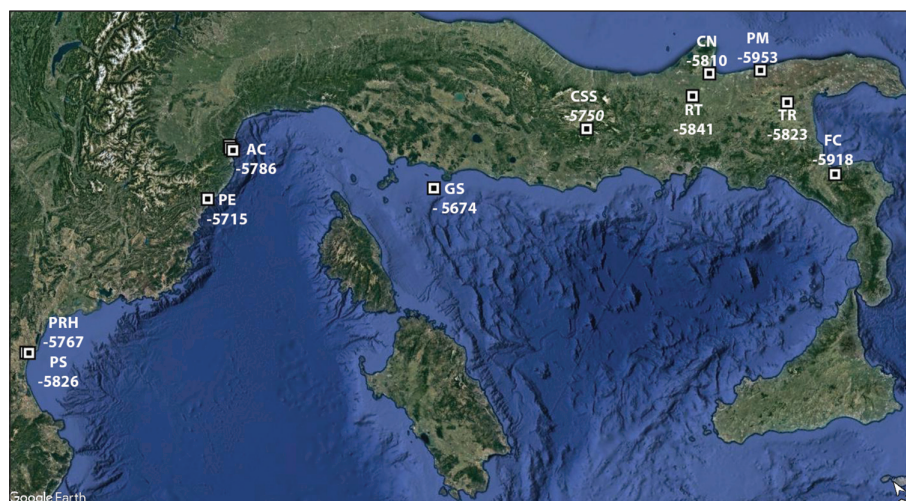 CN
-5810
PM
-5953
CSS
-5750
RT
-5841
TR
-5823
FC
-5918
AC
-5786
PE
-5715
GS
- 5674
PRH
-5767
PS
-5826
Google Earth